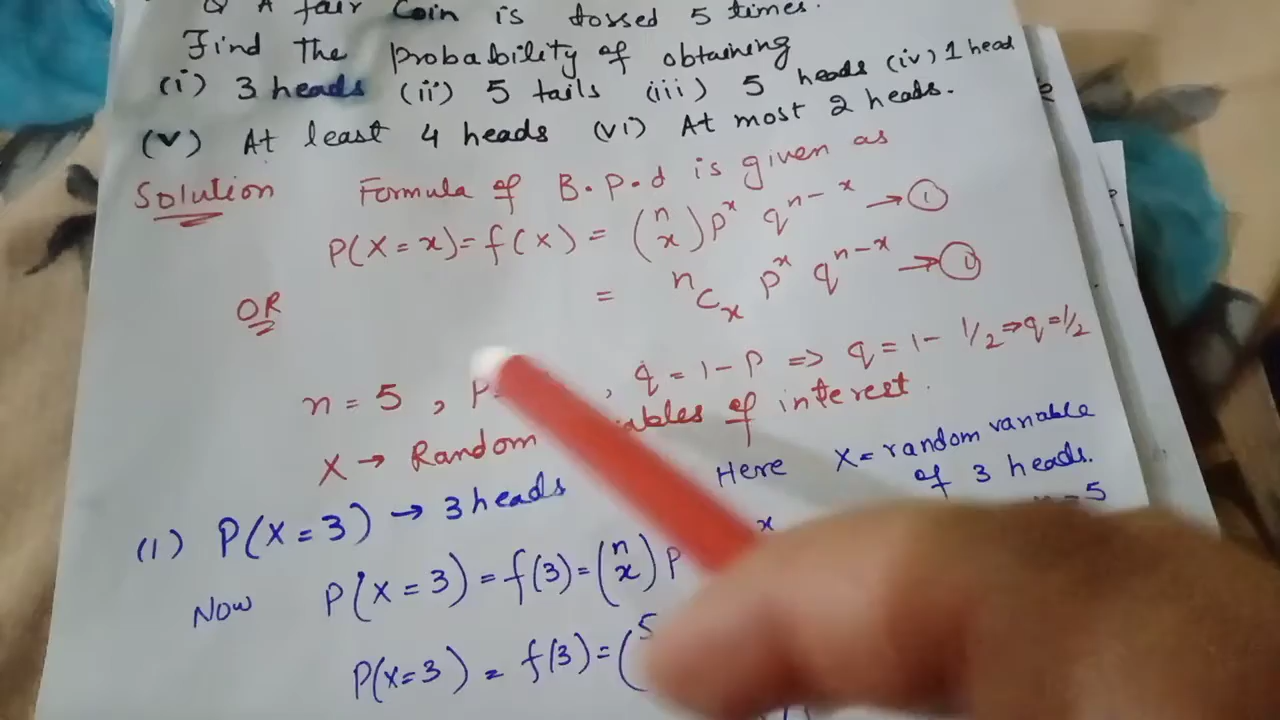 Q A fair Coin is tossed 5 times.
Find The probability of obtaining
(i) 3 heads (ii) 5 tails (iii) 5 heads (iv) 1 head
(v) At least 4 heads (vi) At most 2 heads.
Solution Formula of B.P.d is given as
P(X=x)=f(x) = (n x) p^x q^{n-x} → ①
OR = ^nC_x p^x q^{n-x} →
n = 5 , P , q = 1-p => q = 1- 1/2 => q = 1/2
X → Random ables of interest.
(1) P(X=3) → 3 heads Here X = random variable
of 3 heads.
n = 5
Now P(X=3) = f(3) = (n x) p^x
P(X=3) = f(3) = (5